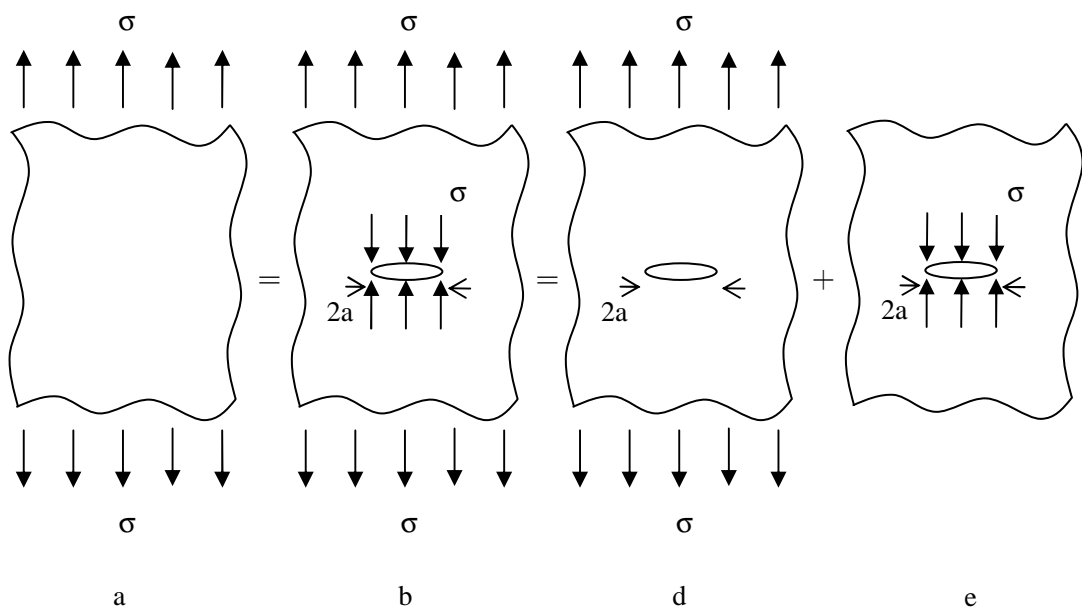 σ σ σ
σ σ
= = +
2a 2a 2a
σ σ σ
a b d e